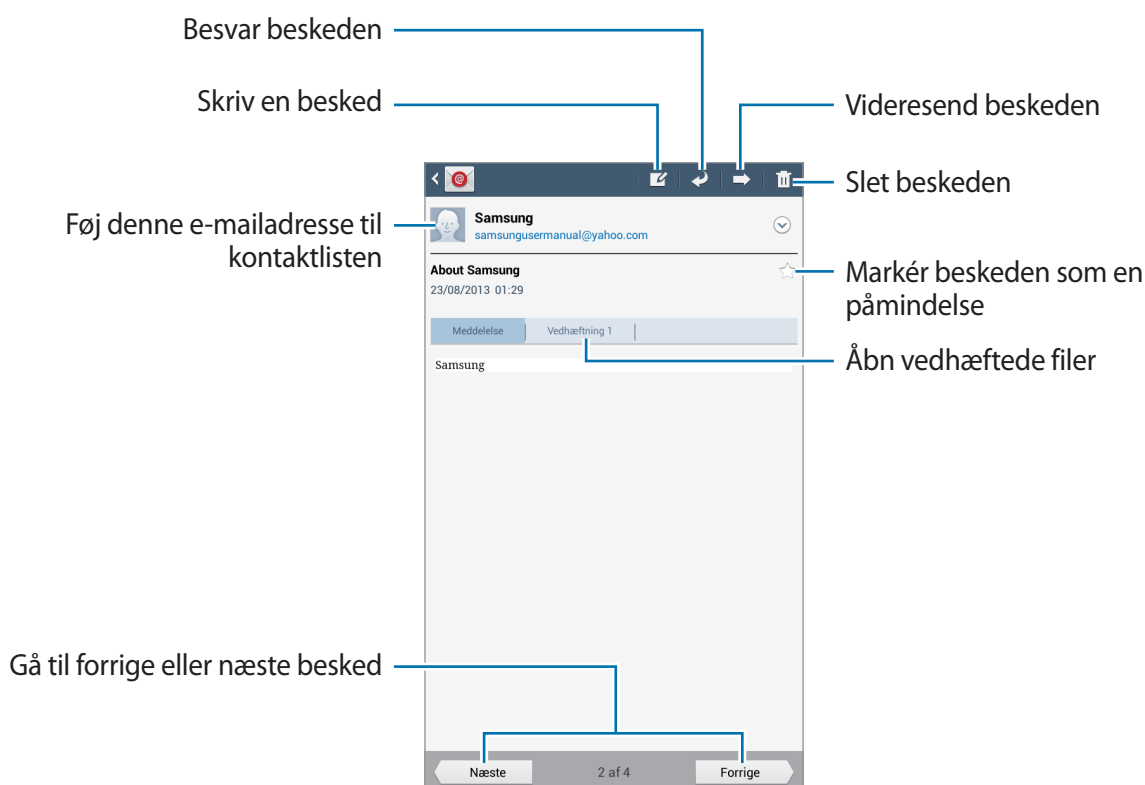 Besvar beskeden
Skriv en besked
Videresend beskeden
Slet beskeden
Føj denne e-mailadresse til
kontaktlisten
Samsung
samsungusermanual@yahoo.com
About Samsung
23/08/2013 01:29
Markér beskeden som en
påmindelse
Meddelelse Vedhæftning 1
Åbn vedhæftede filer
Samsung
Gå til forrige eller næste besked
Næste 2 af 4 Forrige